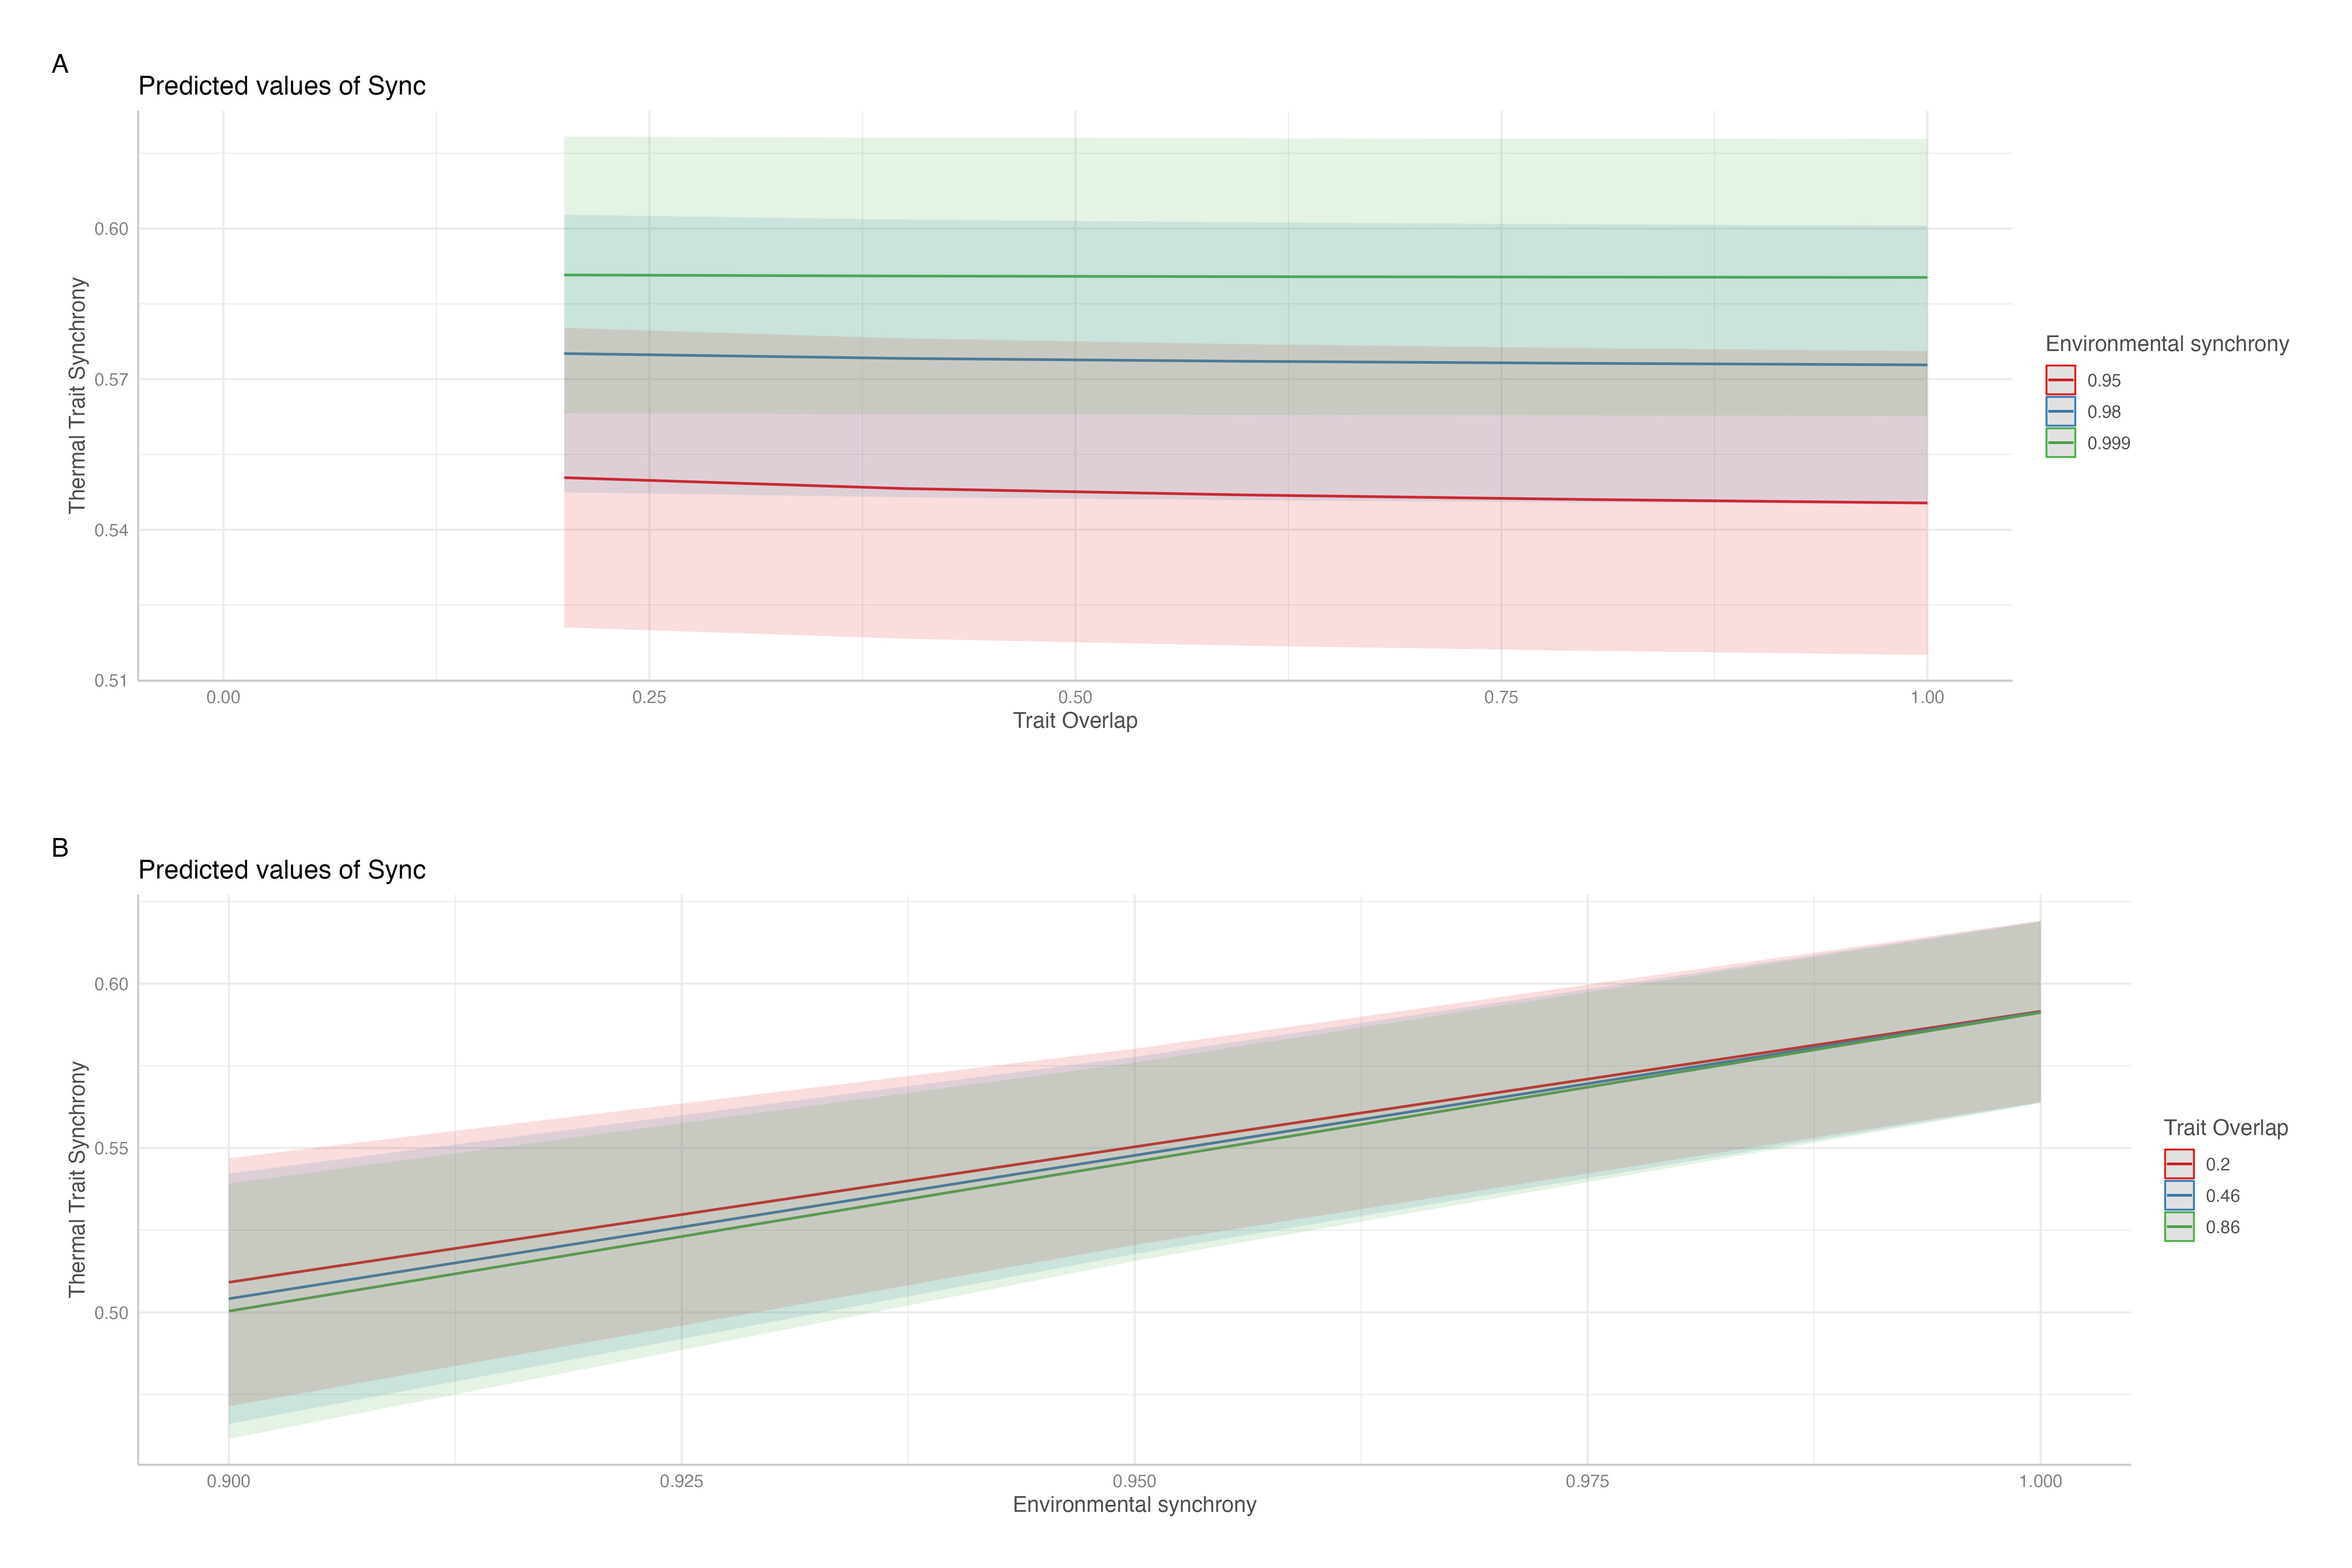 A
Predicted values of Sync
Thermal Trait Synchrony
0.60
0.57
0.54
0.51
0.00 0.25 0.50 0.75 1.00
Trait Overlap
Environmental synchrony
0.95
0.98
0.999
B
Predicted values of Sync
Thermal Trait Synchrony
0.60
0.55
0.50
0.900 0.925 0.950 0.975 1.000
Environmental synchrony
Trait Overlap
0.2
0.46
0.86